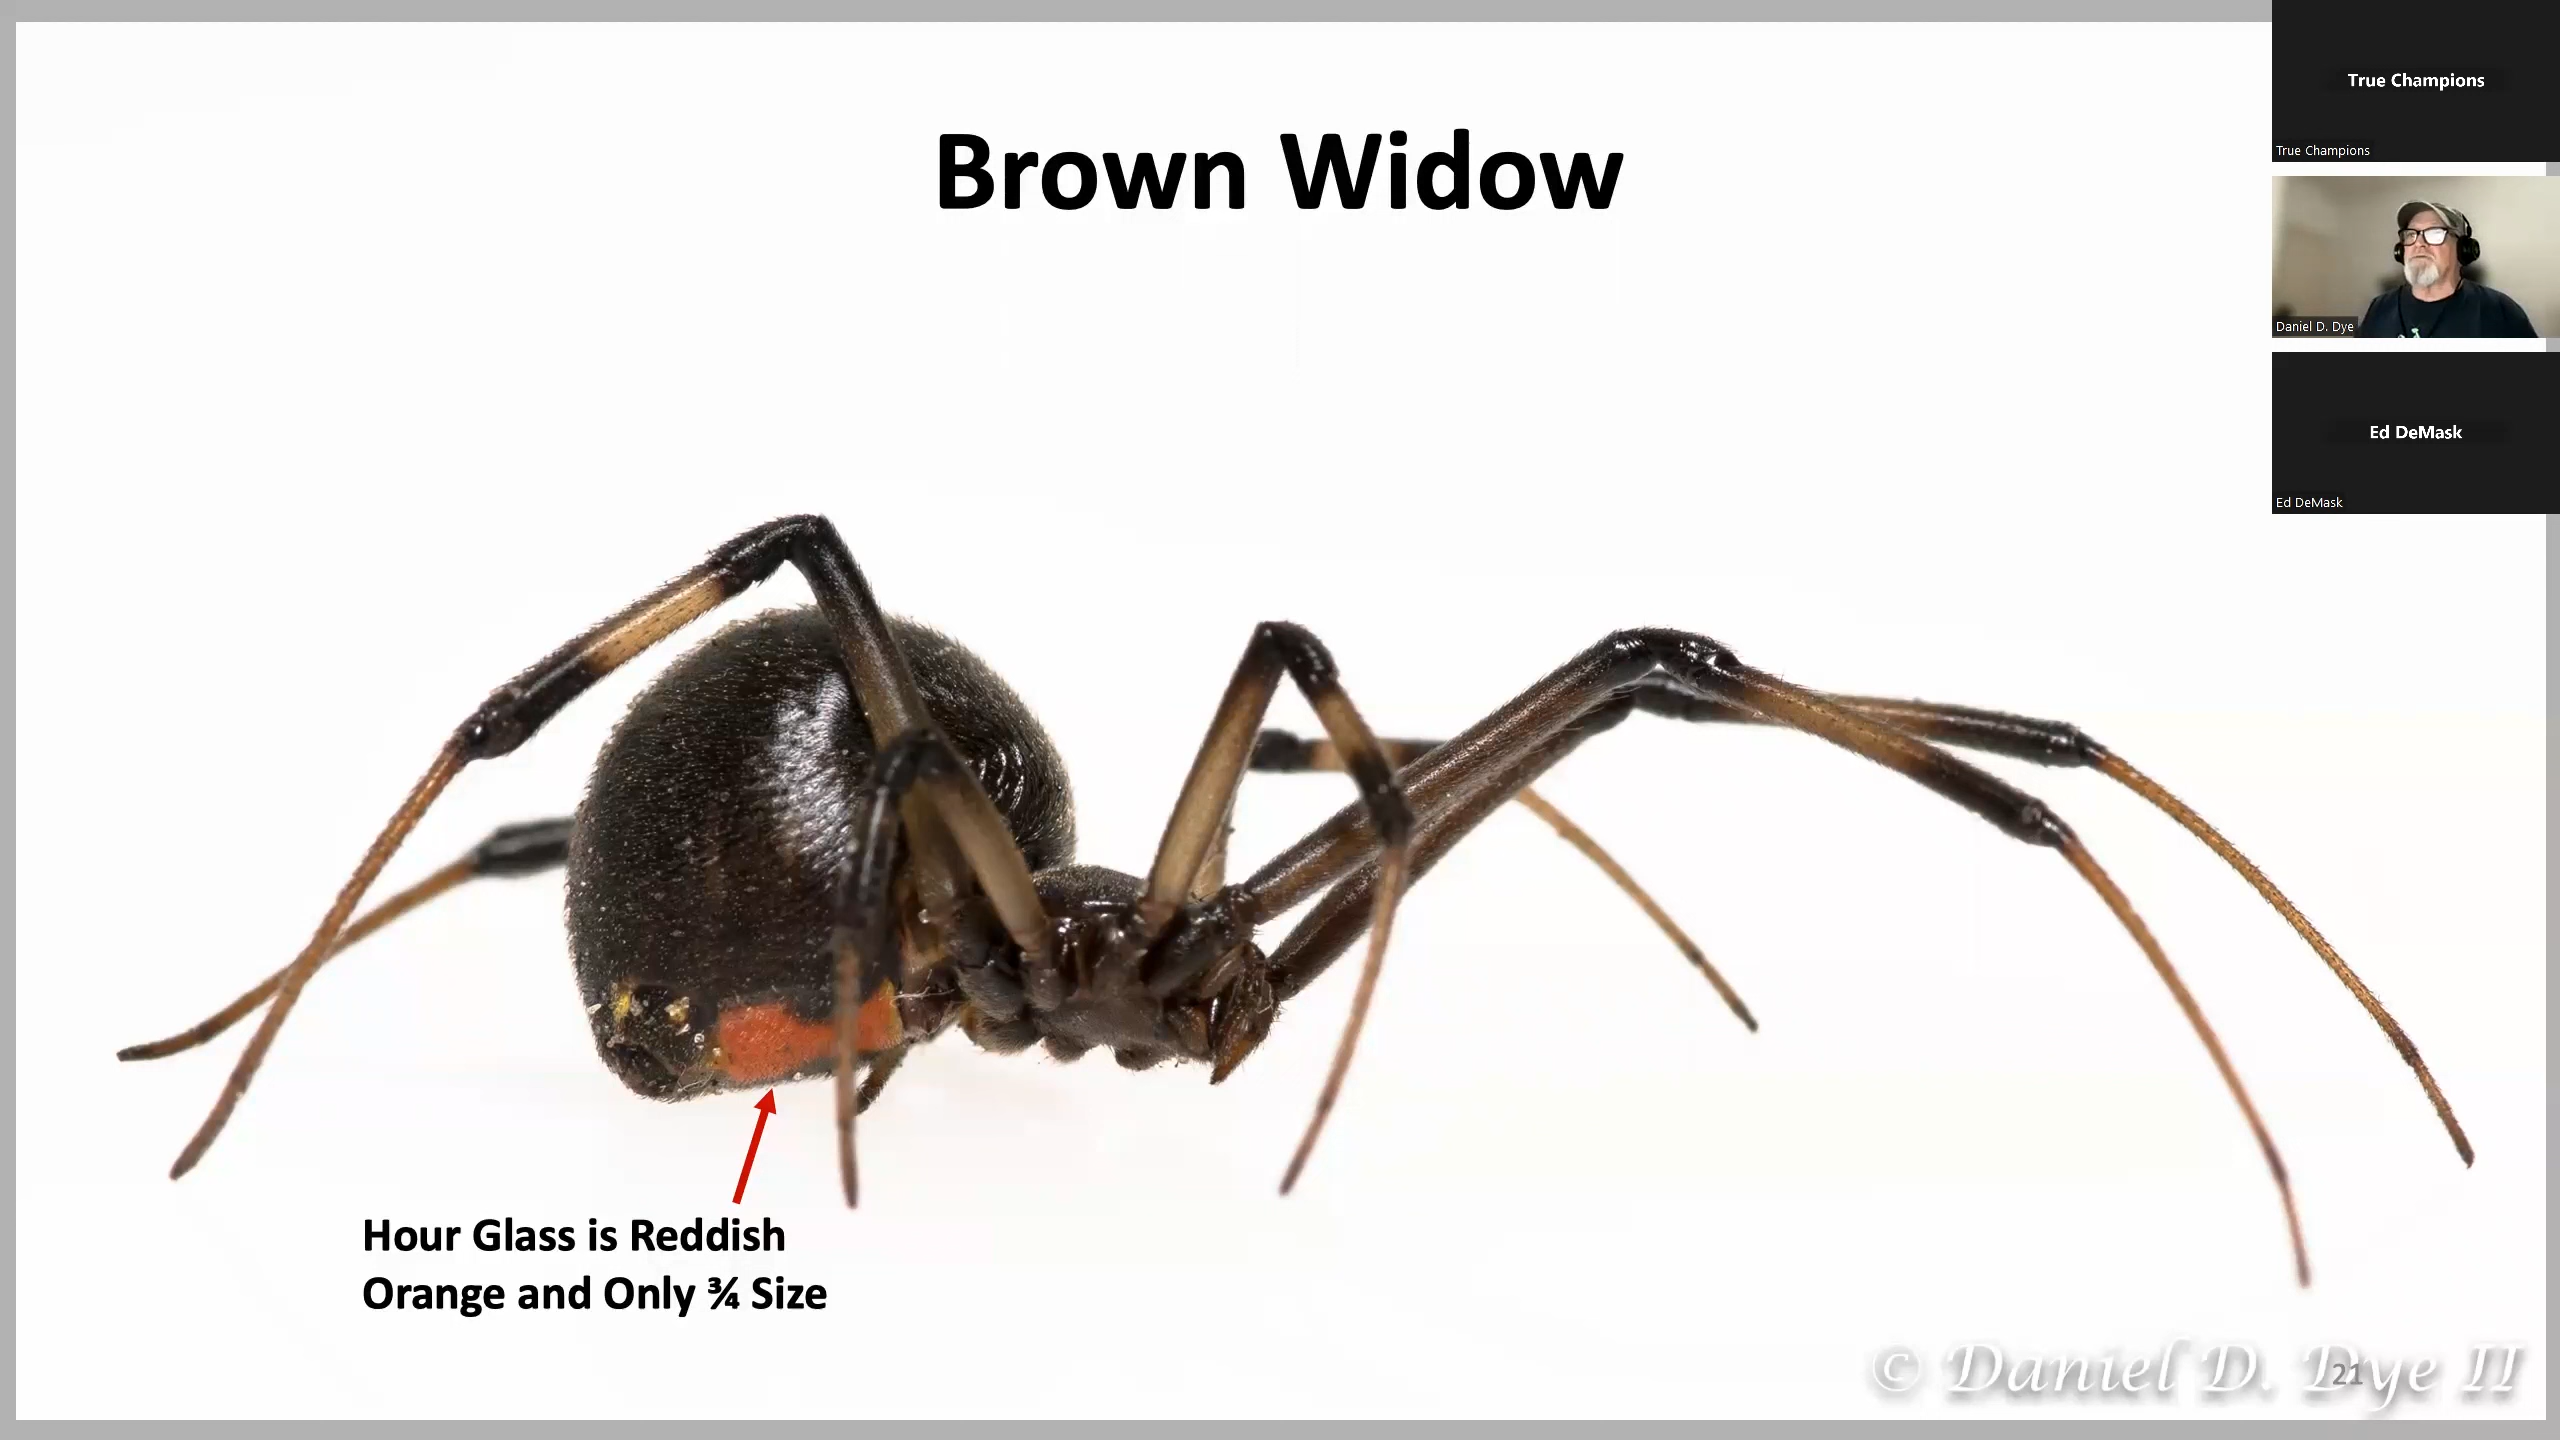 Brown Widow
True Champions
True Champions
Daniel D. Dye
Ed DeMask
Ed DeMask
Hour Glass is Reddish
Orange and Only ¾ Size
© Daniel D. Dye II
21